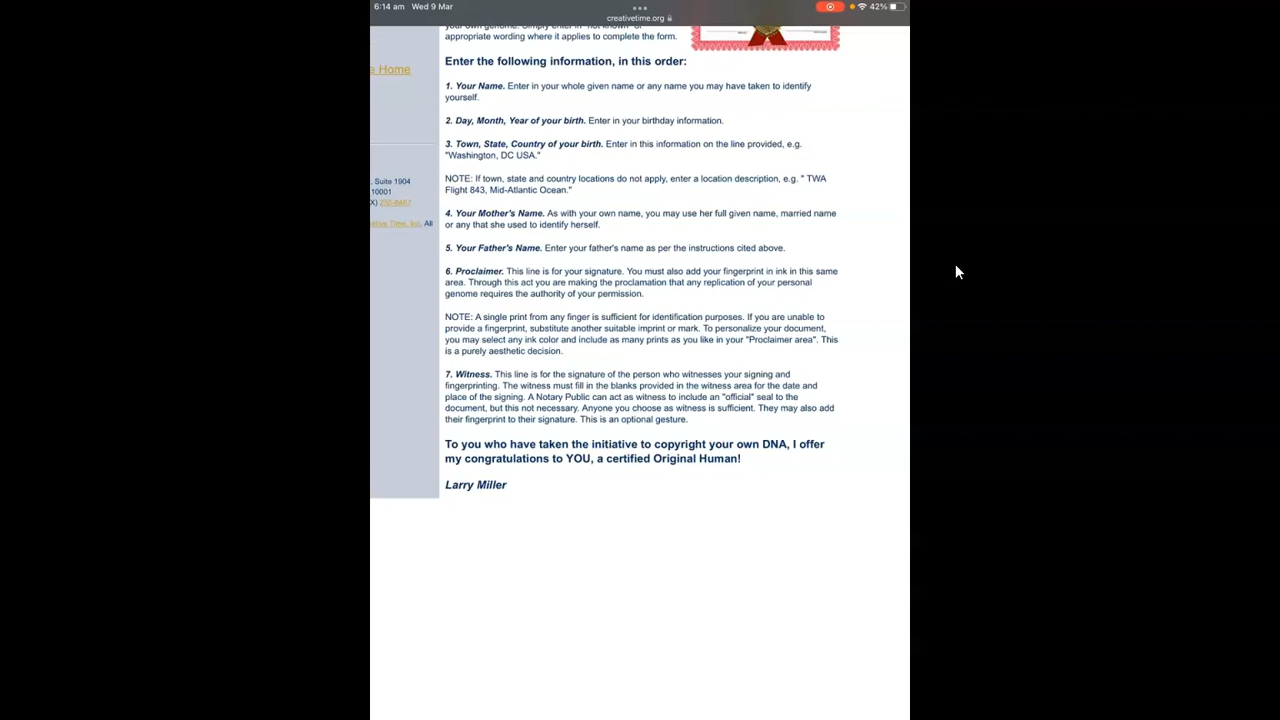 6:14 am Wed 9 Mar
42%
creativetime.org
appropriate wording where it applies to complete the form.
Enter the following information, in this order:
e Home
1. Your Name. Enter in your whole given name or any name you may have taken to identify
yourself.
2. Day, Month, Year of your birth. Enter in your birthday information.
3. Town, State, Country of your birth. Enter in this information on the line provided, e.g.
"Washington, DC USA."
NOTE: If town, state and country locations do not apply, enter a location description, e.g. " TWA
Flight 843, Mid-Atlantic Ocean."
, Suite 1904
10001
X)
, All
4. Your Mother's Name. As with your own name, you may use her full given name, married name
or any that she used to identify herself.
5. Your Father's Name. Enter your father's name as per the instructions cited above.
6. Proclaimer. This line is for your signature. You must also add your fingerprint in ink in this same
area. Through this act you are making the proclamation that any replication of your personal
genome requires the authority of your permission.
NOTE: A single print from any finger is sufficient for identification purposes. If you are unable to
provide a fingerprint, substitute another suitable imprint or mark. To personalize your document,
you may select any ink color and include as many prints as you like in your "Proclaimer area". This
is a purely aesthetic decision.
7. Witness. This line is for the signature of the person who witnesses your signing and
fingerprinting. The witness must fill in the blanks provided in the witness area for the date and
place of the signing. A Notary Public can act as witness to include an "official" seal to the
document, but this not necessary. Anyone you choose as witness is sufficient. They may also add
their fingerprint to their signature. This is an optional gesture.
To you who have taken the initiative to copyright your own DNA, I offer
my congratulations to YOU, a certified Original Human!
Larry Miller